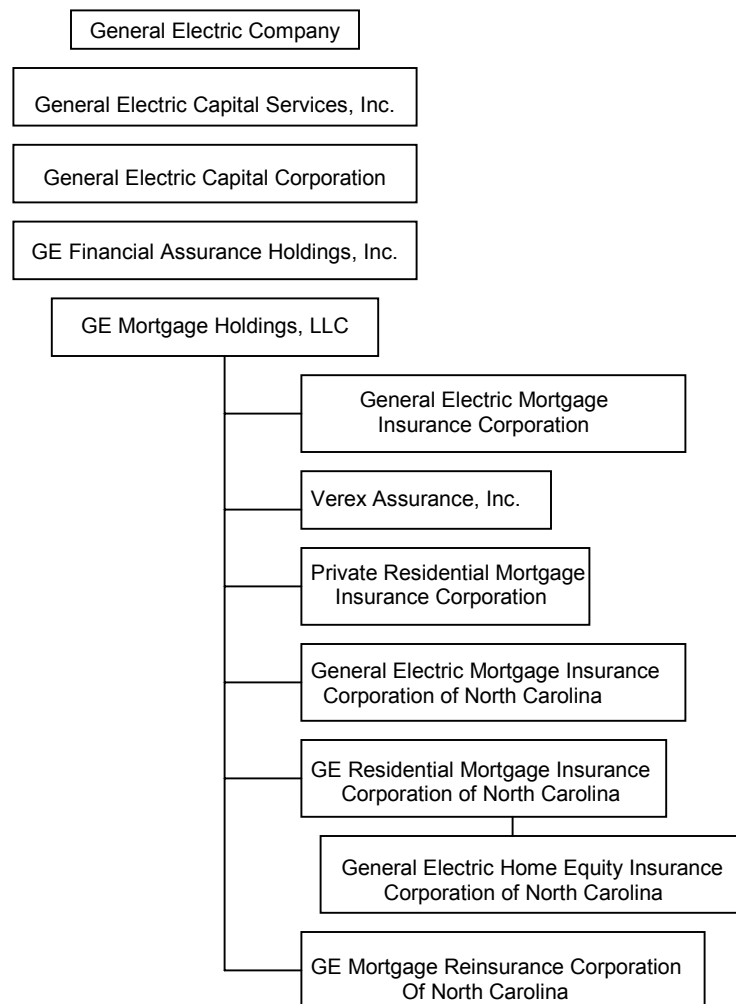 General Electric Company
General Electric Capital Services, Inc.
General Electric Capital Corporation
GE Financial Assurance Holdings, Inc.
GE Mortgage Holdings, LLC
General Electric Mortgage
Insurance Corporation
Verex Assurance, Inc.
Private Residential Mortgage
Insurance Corporation
General Electric Mortgage Insurance
Corporation of North Carolina
GE Residential Mortgage Insurance
Corporation of North Carolina
General Electric Home Equity Insurance
Corporation of North Carolina
GE Mortgage Reinsurance Corporation
Of North Carolina